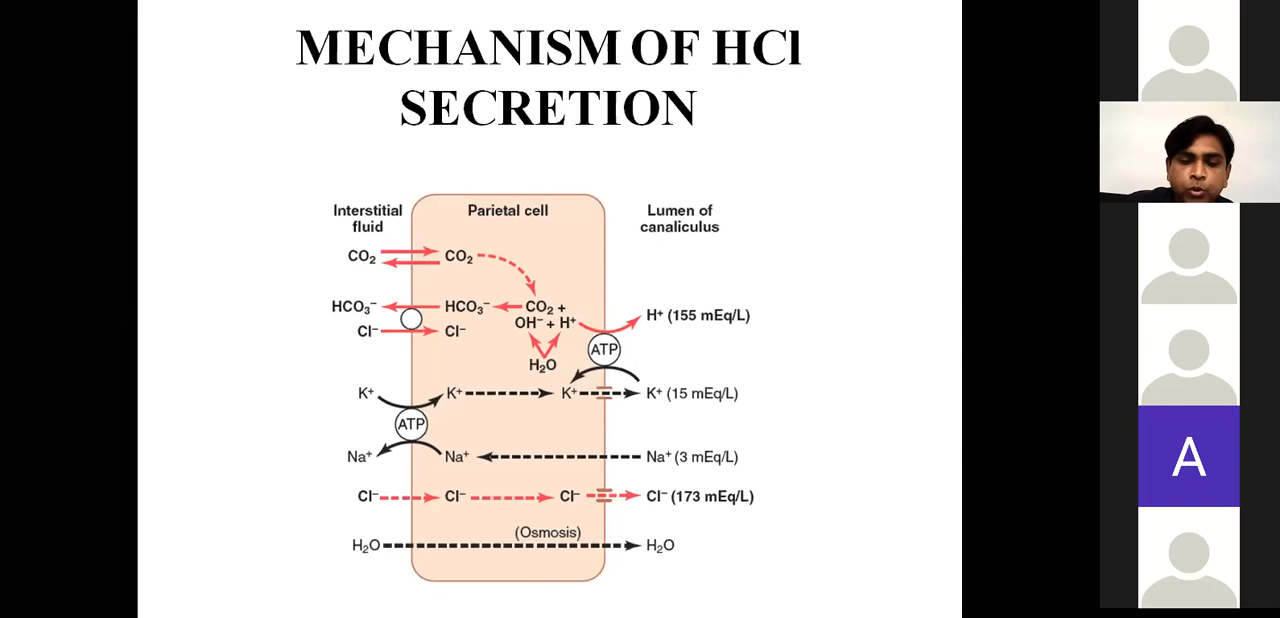 MECHANISM OF HCl
SECRETION
Interstitial
fluid
Parietal cell
Lumen of
canaliculus
CO₂ CO₂
HCO₃⁻ HCO₃⁻ CO₂ +
OH⁻ + H⁺ H⁺ (155 mEq/L)
Cl⁻ Cl⁻
ATP
H₂O
K⁺ K⁺ K⁺ K⁺ (15 mEq/L)
ATP
Na⁺ Na⁺ Na⁺ (3 mEq/L)
Cl⁻ Cl⁻ Cl⁻ Cl⁻ (173 mEq/L)
(Osmosis)
H₂O H₂O
A